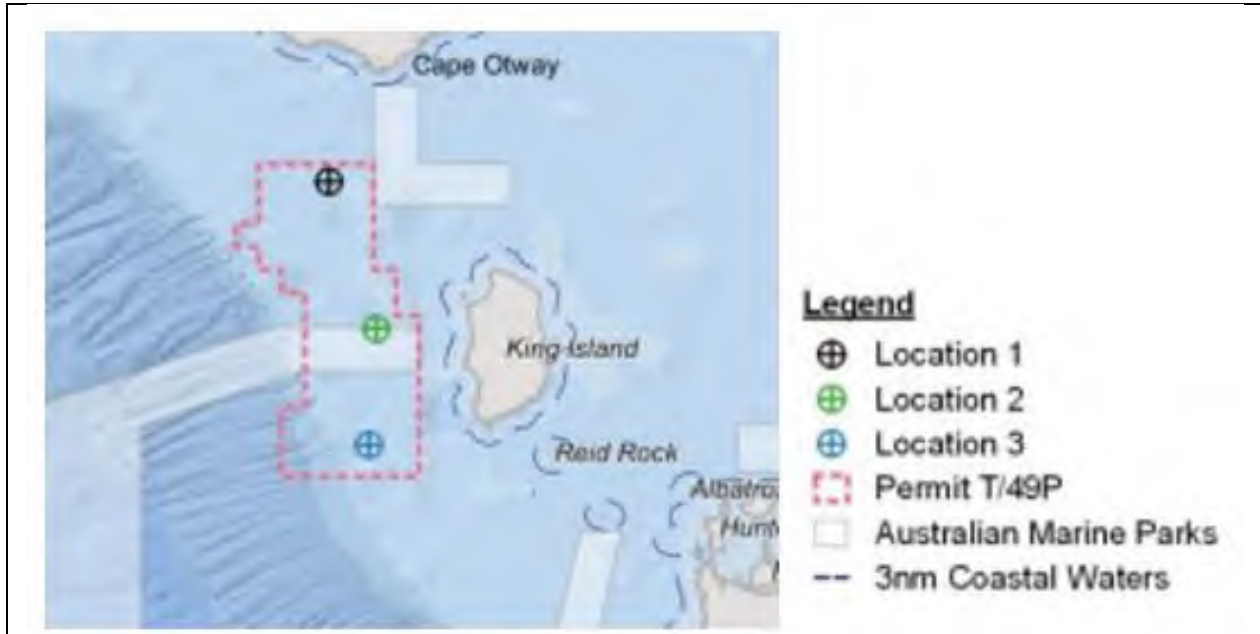 Cape Otway
King Island
Reid Rock
Legend
Location 1
Location 2
Location 3
Permit T/49P
Australian Marine Parks
3nm Coastal Waters